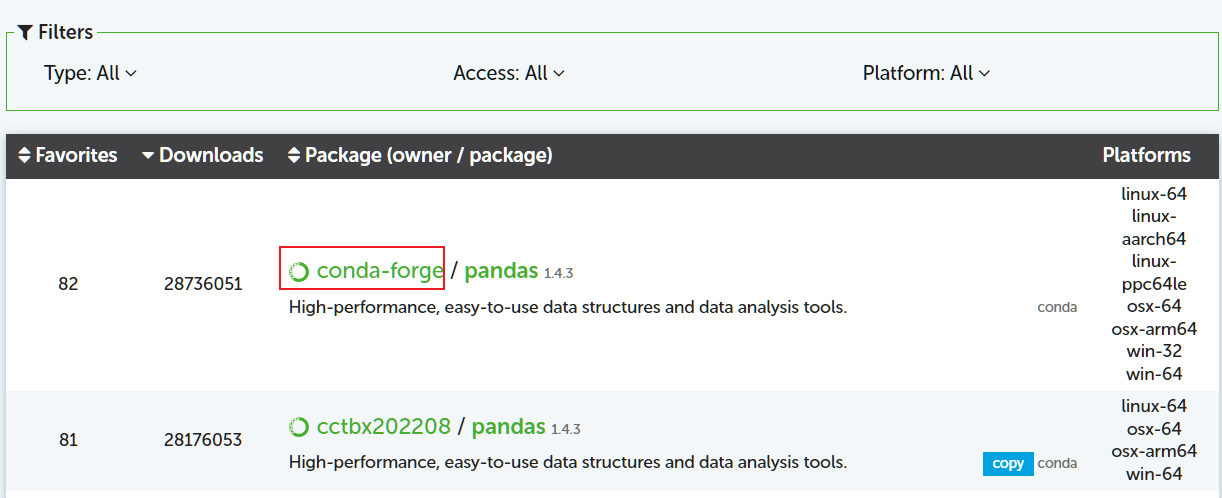 Filters
Type: All Access: All Platform: All
Favorites Downloads Package (owner / package) Platforms
82 28736051 conda-forge / pandas 1.4.3
High-performance, easy-to-use data structures and data analysis tools.
conda
linux-64
linux-
aarch64
linux-
ppc64le
osx-64
osx-arm64
win-32
win-64
81 28176053 cctbx202208 / pandas 1.4.3
High-performance, easy-to-use data structures and data analysis tools.
copy conda
linux-64
osx-64
osx-arm64
win-64